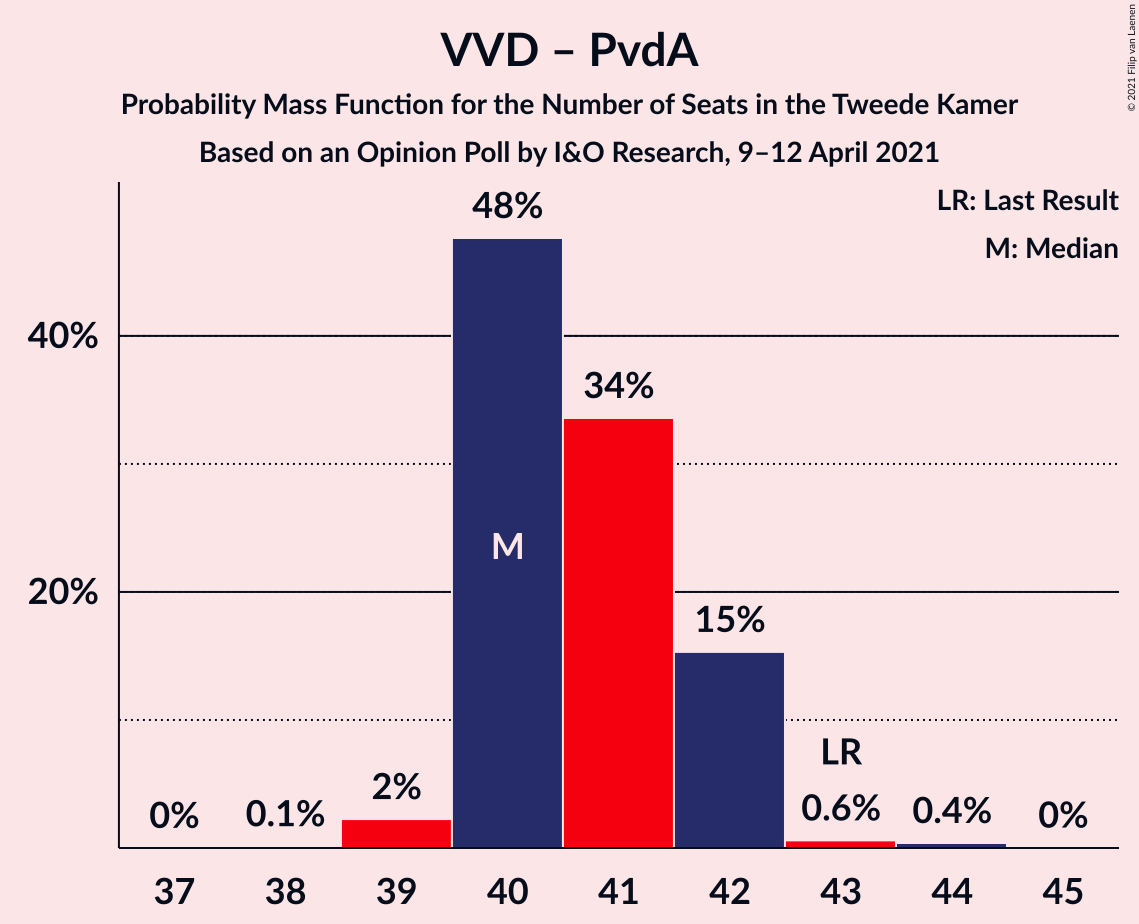 VVD – PvdA
Probability Mass Function for the Number of Seats in the Tweede Kamer
Based on an Opinion Poll by I&O Research, 9–12 April 2021
© 2021 Filip van Laenen
LR: Last Result
M: Median
48%
40%
34%
M
20%
15%
LR
2%
0.6%
0.4%
0%
0.1%
0%
37 38 39 40 41 42 43 44 45